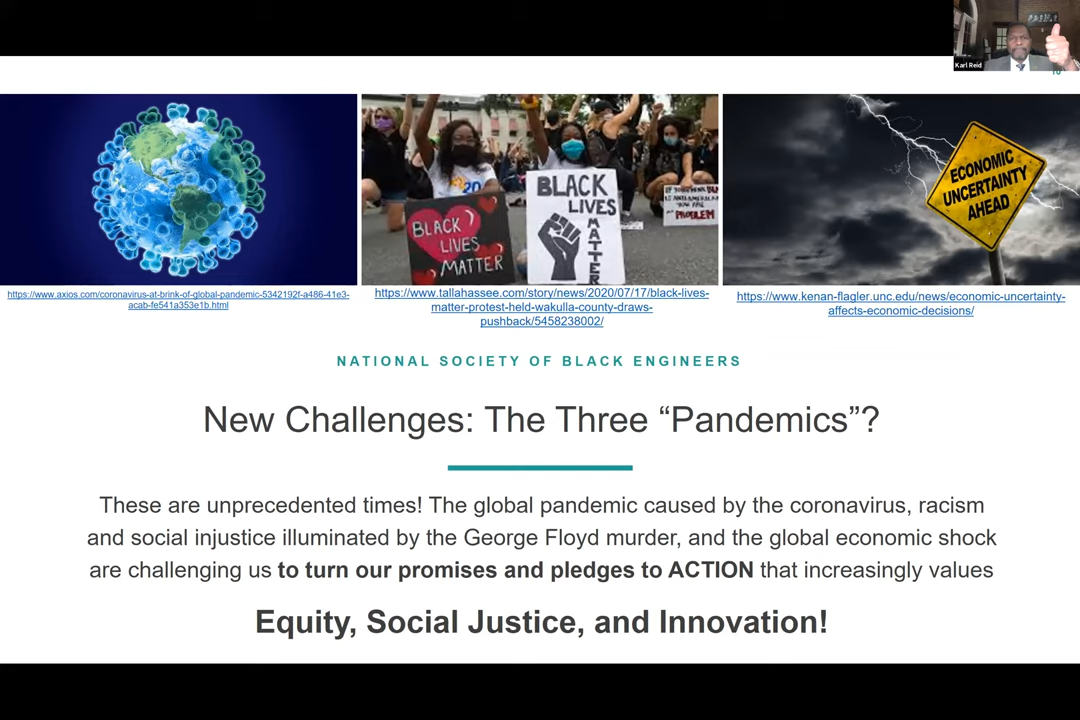 Karl Reid
10
ECONOMIC
UNCERTAINTY
AHEAD
BLACK
LIVES
MATTER
BLACK
LIVES
MATTER
PROBLEM
https://www.axios.com/coronavirus-at-brink-of-global-pandemic-5342192f-a486-41e3-
acab-fe541a353e1b.html
https://www.tallahassee.com/story/news/2020/07/17/black-lives-
matter-protest-held-wakulla-county-draws-
pushback/5458238002/
https://www.kenan-flagler.unc.edu/news/economic-uncertainty-
affects-economic-decisions/
NATIONAL SOCIETY OF BLACK ENGINEERS
New Challenges: The Three “Pandemics”?
These are unprecedented times! The global pandemic caused by the coronavirus, racism
and social injustice illuminated by the George Floyd murder, and the global economic shock
are challenging us to turn our promises and pledges to ACTION that increasingly values
Equity, Social Justice, and Innovation!